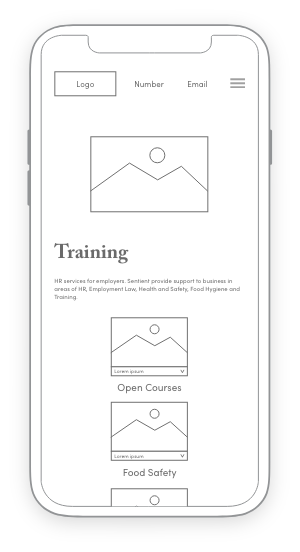 Logo Number Email
Training
HR services for employers. Sentient provide support to business in
areas of HR, Employment Law, Health and Safety, Food Hygiene and
Training.
Lorem ipsum
Open Courses
Lorem ipsum
Food Safety